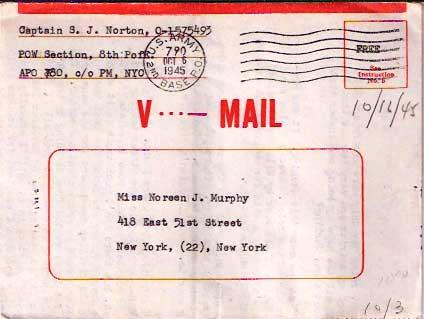 Captain S. J. Norton, O-1575493
POW Section, 8th
APO 780, c/o PM, NYC
U.S. ARMY
790
OCT 6
1945
2ND BASE P.O.
FREE
See
Instruction
No. 5
V ···— MAIL
10/16/45
Miss Noreen J. Murphy
418 East 51st Street
New York, (22), New York
10/3